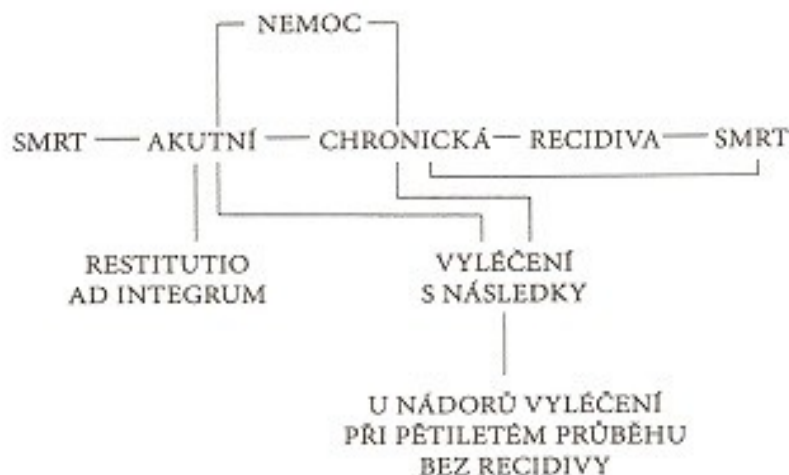 NEMOC
SMRT AKUTNÍ CHRONICKÁ RECIDIVA SMRT
RESTITUTIO
AD INTEGRUM
VYLÉČENÍ
S NÁSLEDKY
U NÁDORŮ VYLÉČENÍ
PŘI PĚTILETÉM PRŮBĚHU
BEZ RECIDIVY